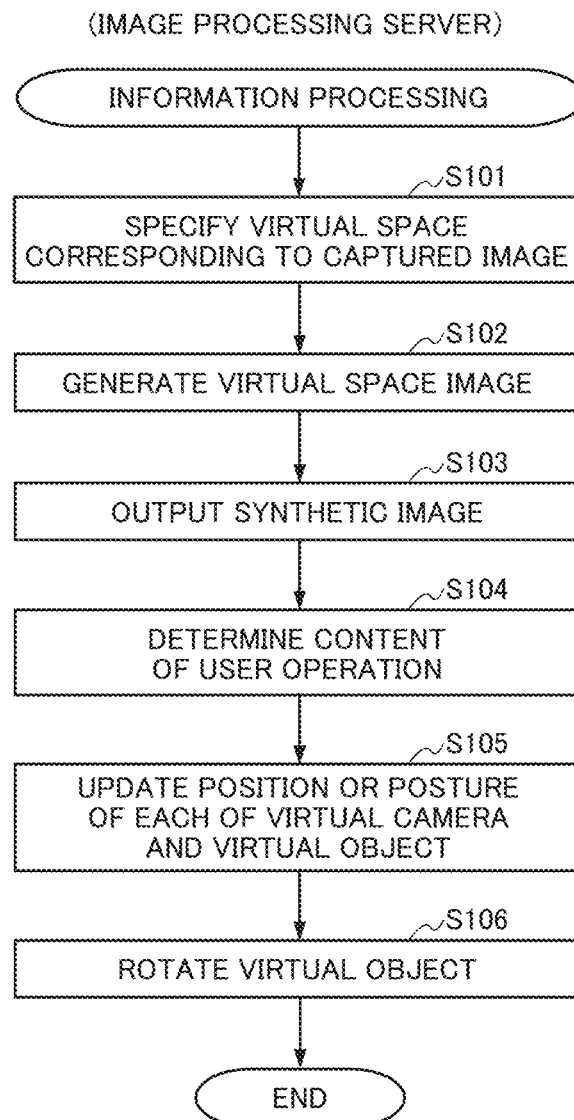 (IMAGE PROCESSING SERVER)
INFORMATION PROCESSING
S101
SPECIFY VIRTUAL SPACE
CORRESPONDING TO CAPTURED IMAGE
S102
GENERATE VIRTUAL SPACE IMAGE
S103
OUTPUT SYNTHETIC IMAGE
S104
DETERMINE CONTENT
OF USER OPERATION
S105
UPDATE POSITION OR POSTURE
OF EACH OF VIRTUAL CAMERA
AND VIRTUAL OBJECT
S106
ROTATE VIRTUAL OBJECT
END